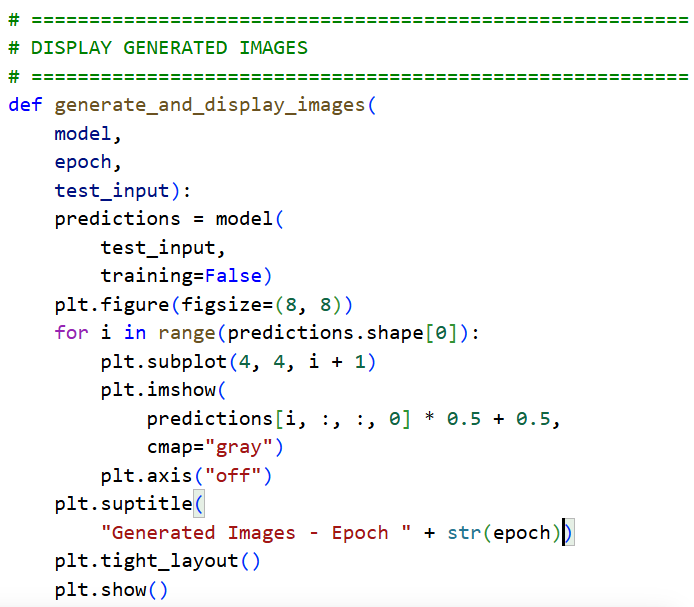 # =========================================================
# DISPLAY GENERATED IMAGES
# =========================================================
def generate_and_display_images(
    model,
    epoch,
    test_input):
    predictions = model(
        test_input,
        training=False)
    plt.figure(figsize=(8, 8))
    for i in range(predictions.shape[0]):
        plt.subplot(4, 4, i + 1)
        plt.imshow(
            predictions[i, :, :, 0] * 0.5 + 0.5,
            cmap="gray")
        plt.axis("off")
    plt.suptitle(
        "Generated Images - Epoch " + str(epoch))
    plt.tight_layout()
    plt.show()